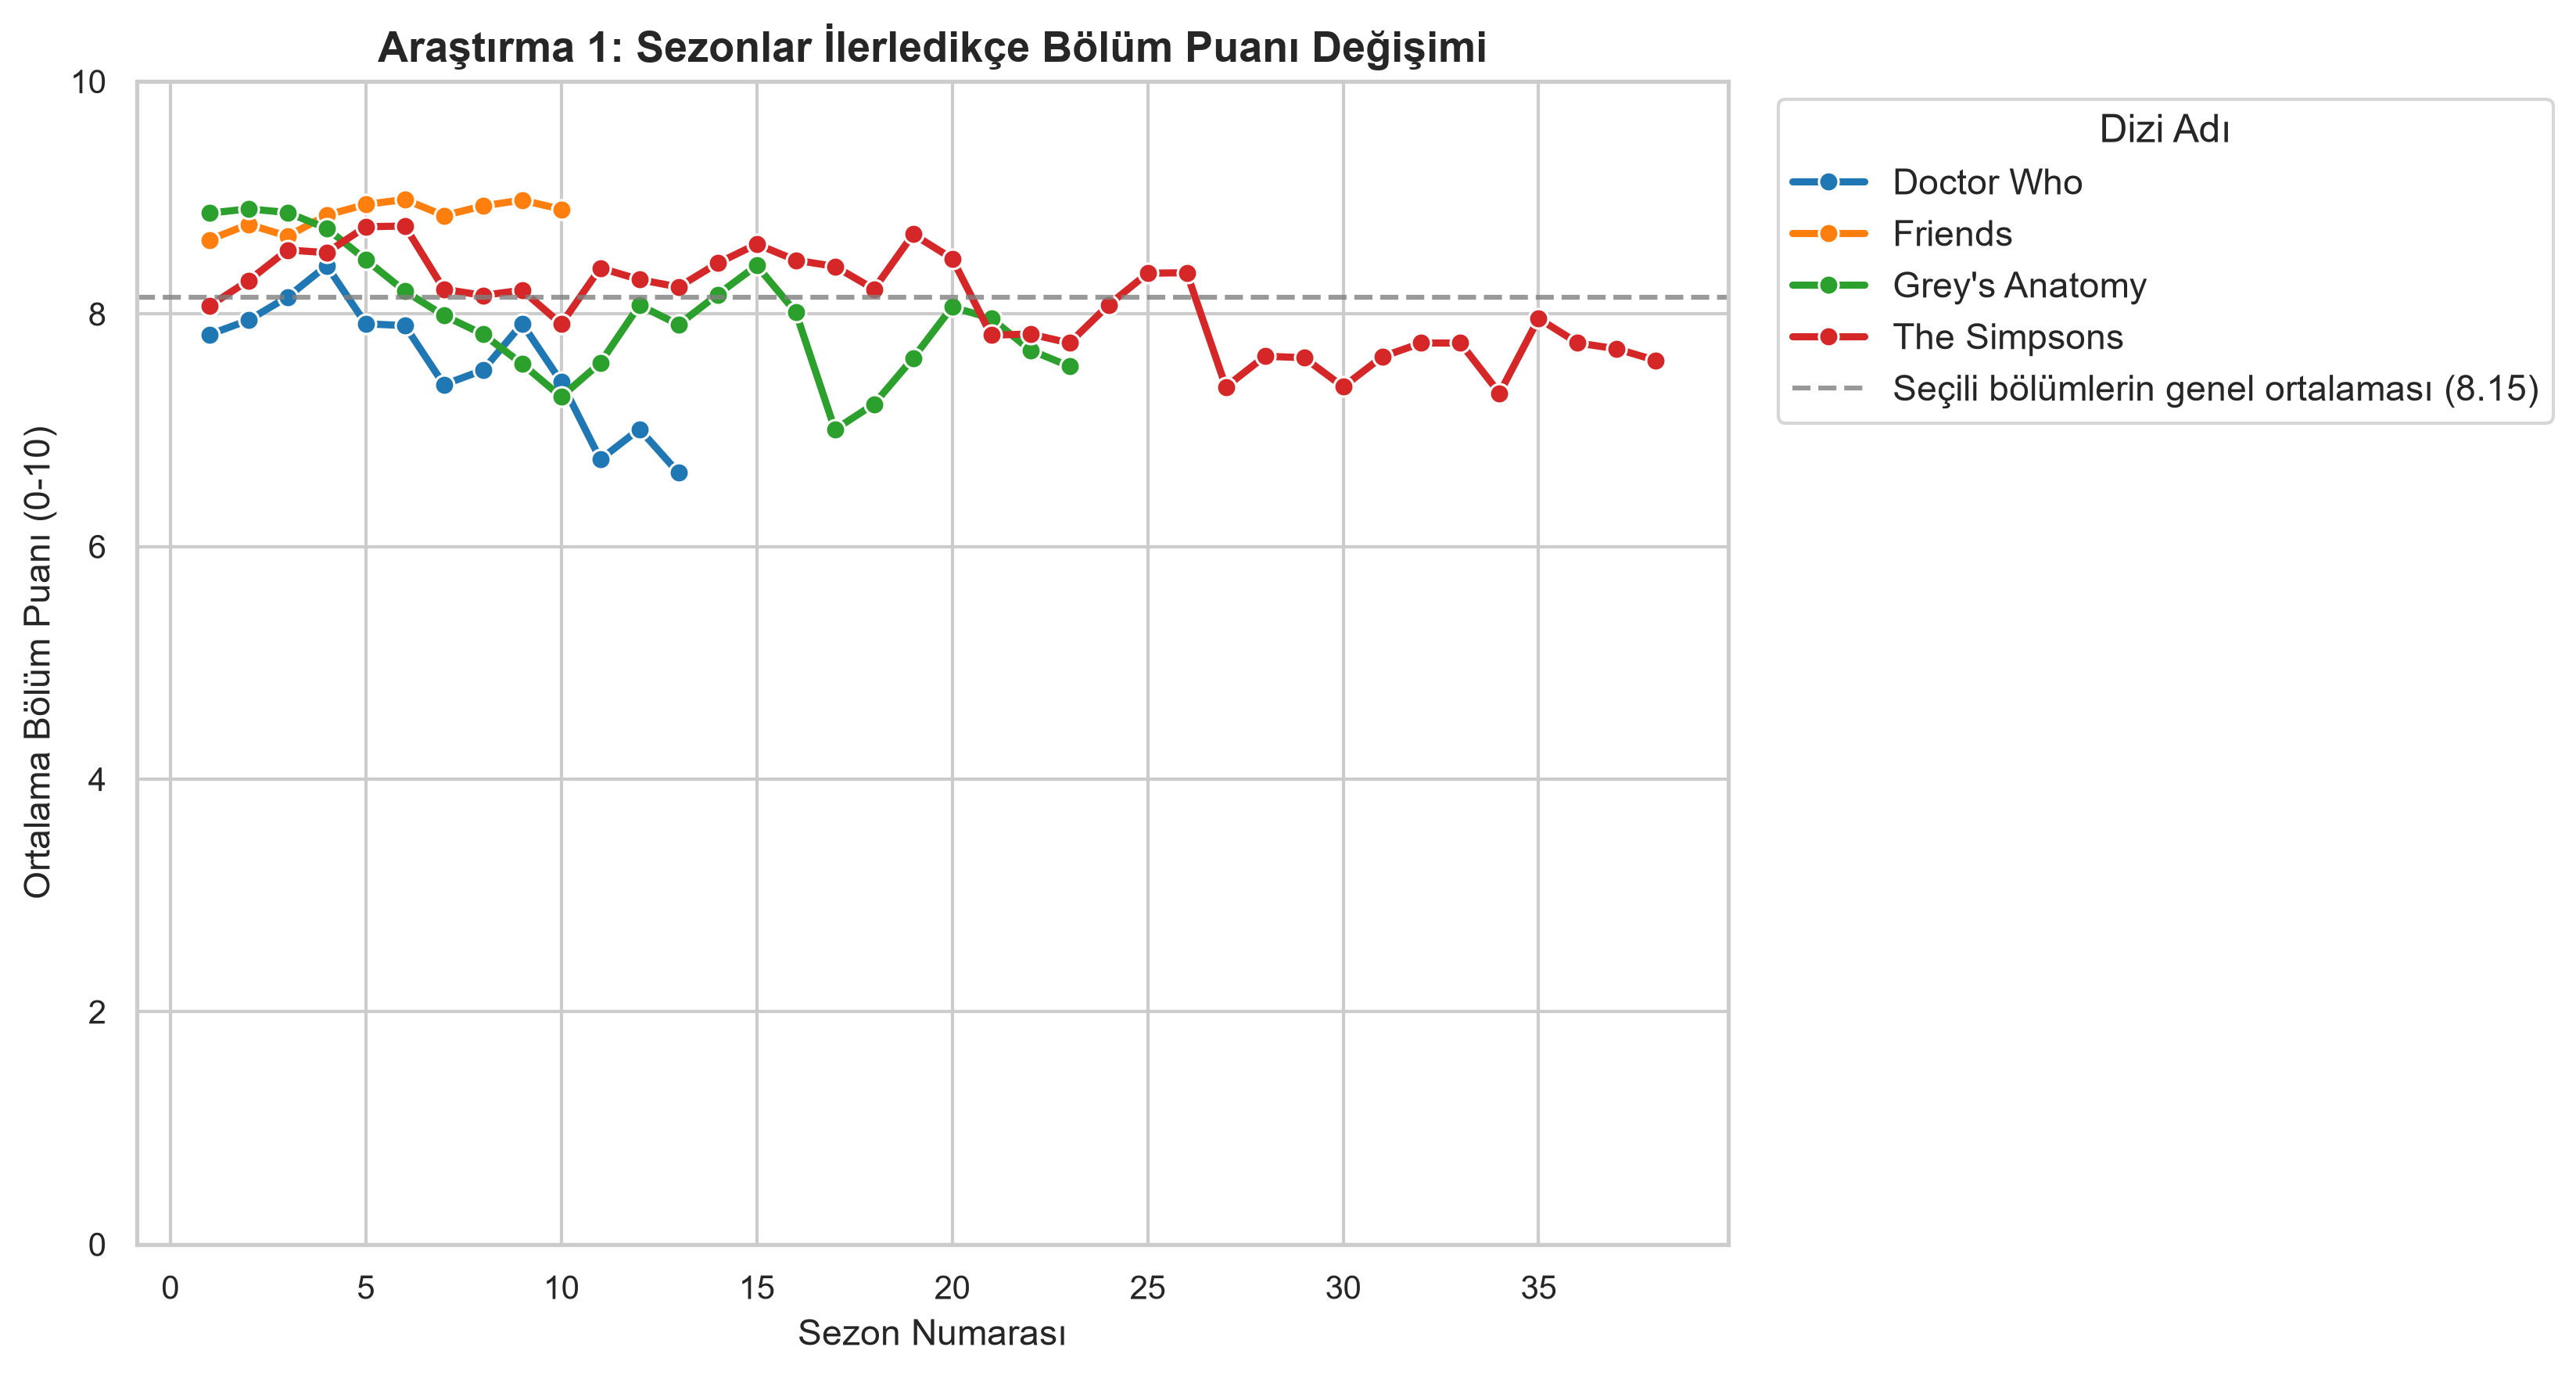 Araştırma 1: Sezonlar İlerledikçe Bölüm Puanı Değişimi
Ortalama Bölüm Puanı (0-10)
10
8
6
4
2
0
0 5 10 15 20 25 30 35
Sezon Numarası
Dizi Adı
Doctor Who
Friends
Grey's Anatomy
The Simpsons
Seçili bölümlerin genel ortalaması (8.15)